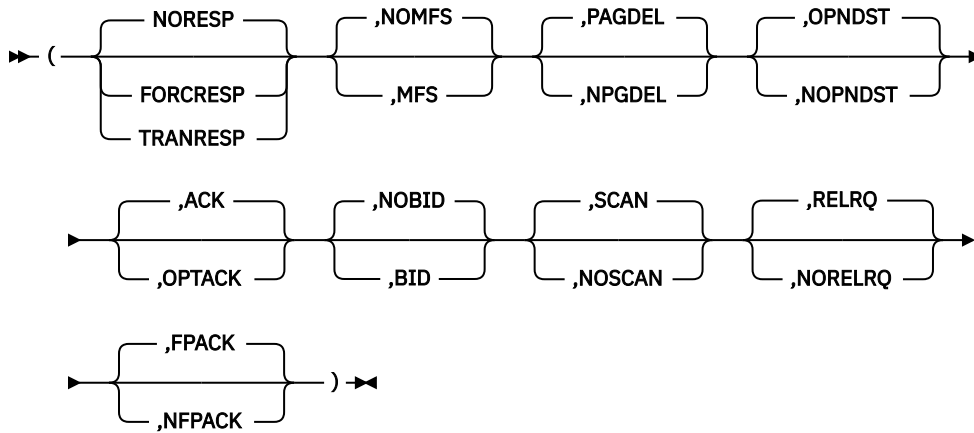 NORESP ,NOMFS ,PAGDEL ,OPNDST
(
FORCRESP ,MFS ,NPGDEL ,NOPNDST
TRANRESP
,ACK ,NOBID ,SCAN ,RELRQ
,OPTACK ,BID ,NOSCAN ,NORELRQ
,FPACK
)
,NFPACK